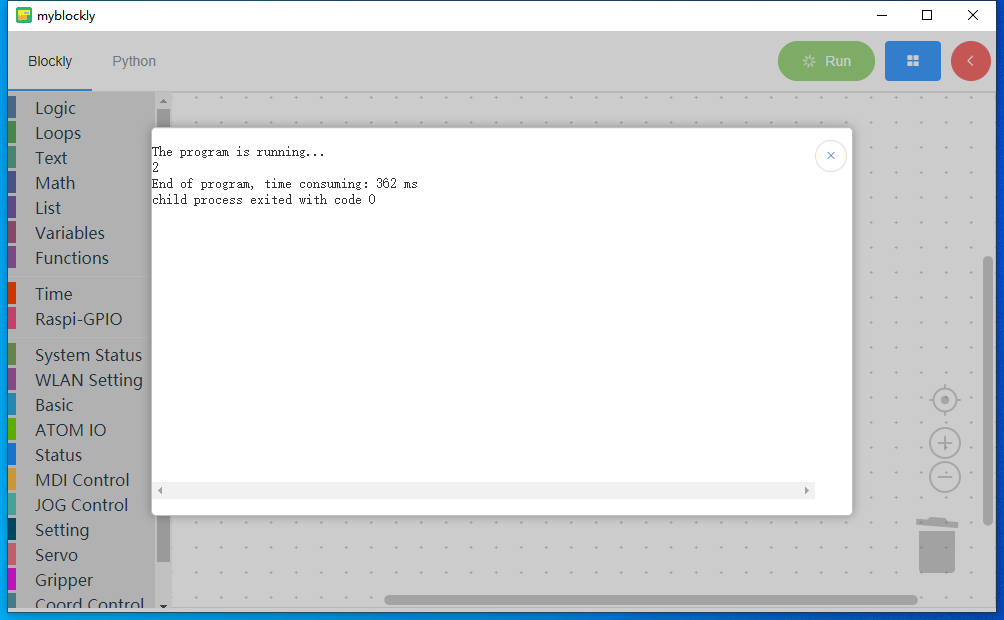 myblockly
Blockly
Python
Run
Logic
Loops
Text
Math
List
Variables
Functions
Time
Raspi-GPIO
System Status
WLAN Setting
Basic
ATOM IO
Status
MDI Control
JOG Control
Setting
Servo
Gripper
Coord Control
The program is running...
2
End of program, time consuming: 362 ms
child process exited with code 0